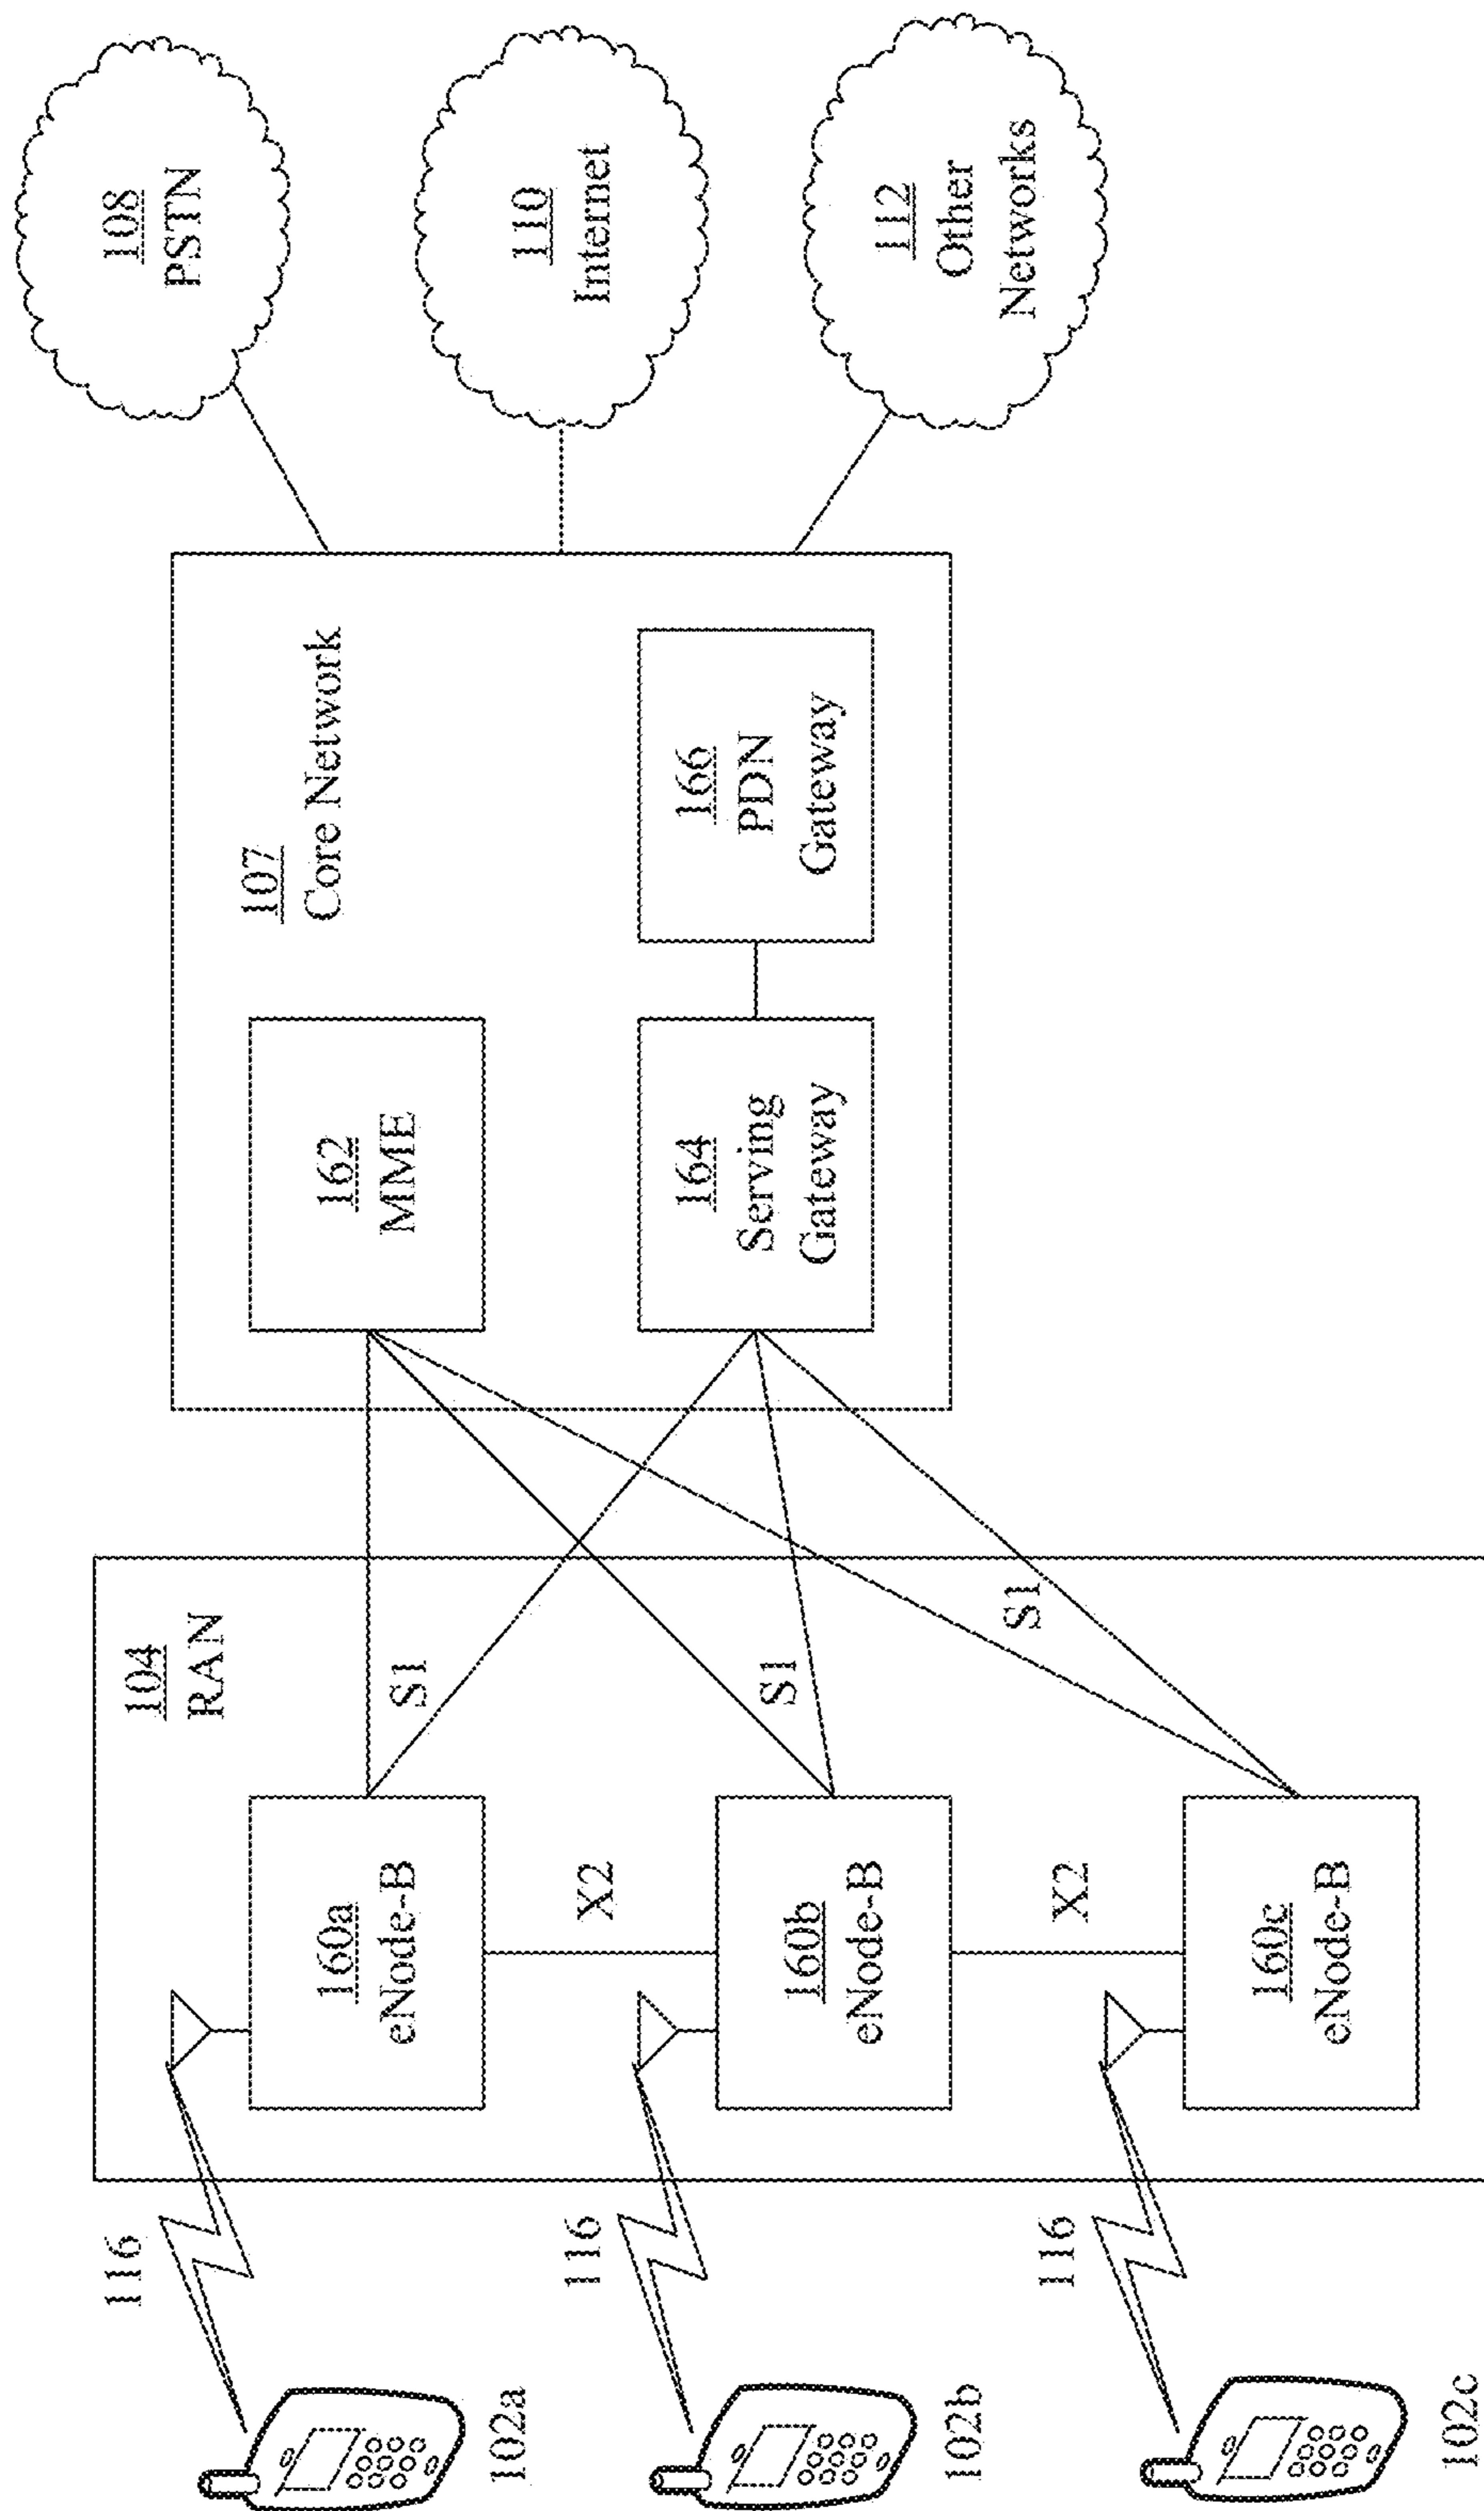 102a
116
104
RAN
160a
eNode-B
S1
X2
102b
116
160b
eNode-B
S1
X2
102c
116
160c
eNode-B
S1
107
Core Network
162
MME
164
Serving
Gateway
166
PDN
Gateway
108
PSTN
110
Internet
112
Other
Networks